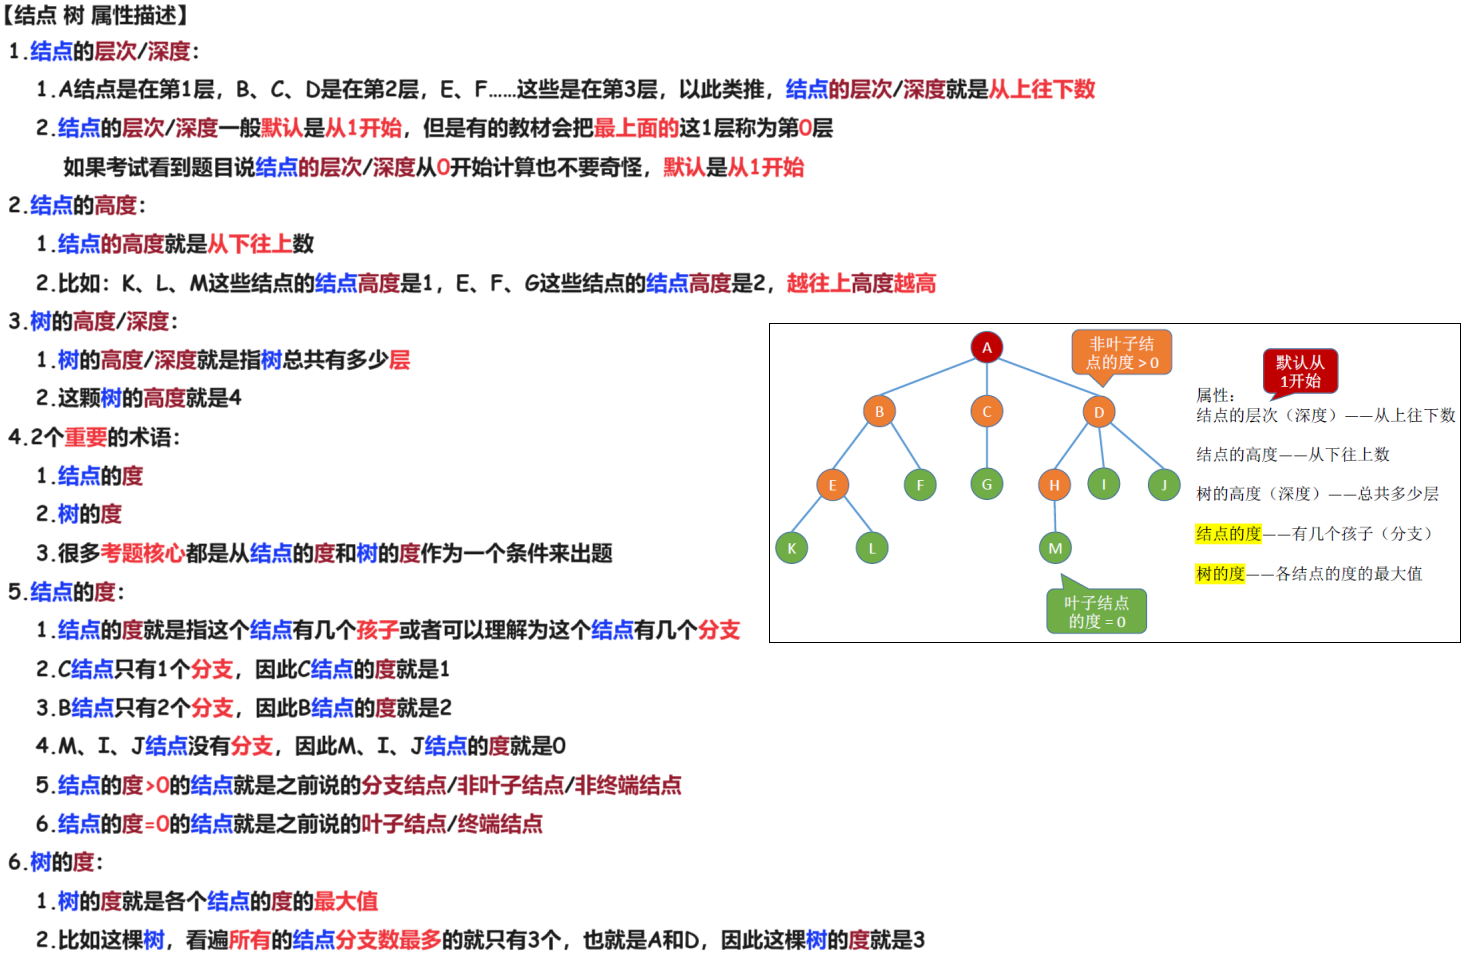 【结点 树 属性描述】
1.结点的层次/深度：
1.A结点是在第1层，B、C、D是在第2层，E、F……这些是在第3层，以此类推，结点的层次/深度就是从上往下数
2.结点的层次/深度一般默认是从1开始，但是有的教材会把最上面的这1层称为第0层
如果考试看到题目说结点的层次/深度从0开始计算也不要奇怪，默认是从1开始
2.结点的高度：
1.结点的高度就是从下往上数
2.比如：K、L、M这些结点的结点高度是1，E、F、G这些结点的结点高度是2，越往上高度越高
3.树的高度/深度：
1.树的高度/深度就是指树总共有多少层
2.这颗树的高度就是4
4.2个重要的术语：
1.结点的度
2.树的度
3.很多考题核心都是从结点的度和树的度作为一个条件来出题
5.结点的度：
1.结点的度就是指这个结点有几个孩子或者可以理解为这个结点有几个分支
2.C结点只有1个分支，因此C结点的度就是1
3.B结点只有2个分支，因此B结点的度就是2
4.M、I、J结点没有分支，因此M、I、J结点的度就是0
5.结点的度>0的结点就是之前说的分支结点/非叶子结点/非终端结点
6.结点的度=0的结点就是之前说的叶子结点/终端结点
6.树的度：
1.树的度就是各个结点的度的最大值
2.比如这棵树，看遍所有的结点分支数最多的就只有3个，也就是A和D，因此这棵树的度就是3
A
非叶子结
点的度 > 0
B
C
D
E
F
G
H
I
J
K
L
M
叶子结点
的度 = 0
默认从
1开始
属性：
结点的层次（深度）——从上往下数
结点的高度——从下往上数
树的高度（深度）——总共多少层
结点的度——有几个孩子（分支）
树的度——各结点的度的最大值